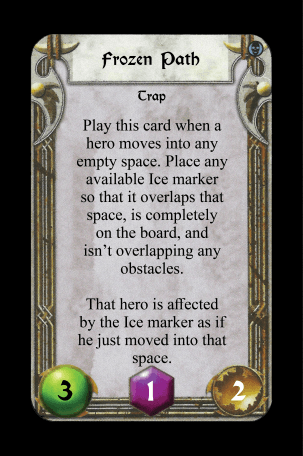 Frozen Path
Trap
Play this card when a
hero moves into any
empty space. Place any
available Ice marker
so that it overlaps that
space, is completely
on the board, and
isn't overlapping any
obstacles.
That hero is affected
by the Ice marker as if
he just moved into that
space.
3 1 2